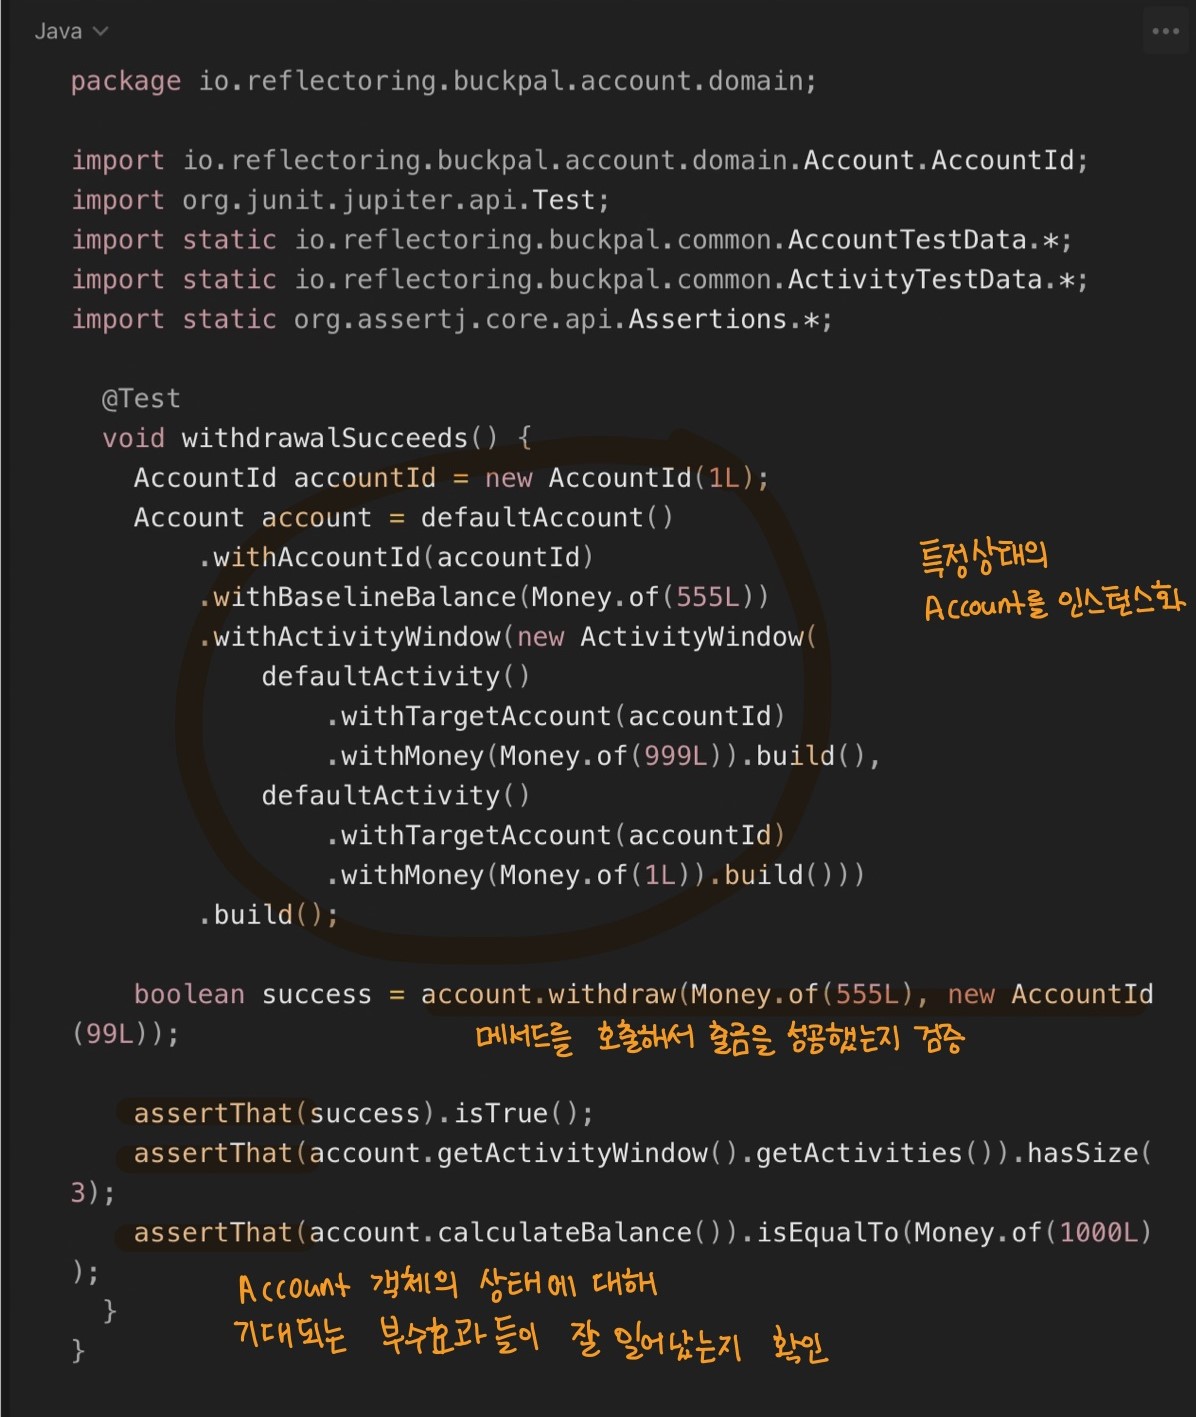 Java
package io.reflectoring.buckpal.account.domain;
import io.reflectoring.buckpal.account.domain.Account.AccountId;
import org.junit.jupiter.api.Test;
import static io.reflectoring.buckpal.common.AccountTestData.*;
import static io.reflectoring.buckpal.common.ActivityTestData.*;
import static org.assertj.core.api.Assertions.*;
@Test
void withdrawalSucceeds() {
AccountId accountId = new AccountId(1L);
Account account = defaultAccount()
.withAccountId(accountId)
특정상태의
.withBaselineBalance(Money.of(555L))
Account를 인스턴스화
.withActivityWindow(new ActivityWindow(
defaultActivity()
.withTargetAccount(accountId)
.withMoney(Money.of(999L)).build(),
defaultActivity()
.withTargetAccount(accountId)
.withMoney(Money.of(1L)).build()))
.build();
boolean success = account.withdraw(Money.of(555L), new AccountId
(99L));
메서드를 호출해서 출금을 성공했는지 검증
assertThat(success).isTrue();
assertThat(account.getActivityWindow().getActivities()).hasSize(
3);
assertThat(account.calculateBalance()).isEqualTo(Money.of(1000L)
);
Account 객체의 상태에 대해
}
기대되는 부수효과들이 잘 일어났는지 확인
}